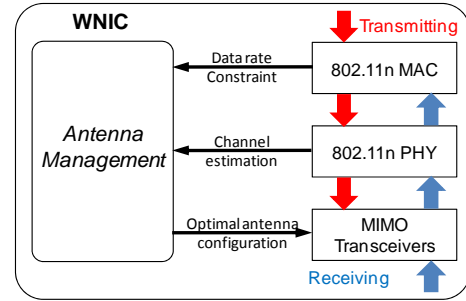 WNIC
Transmitting
Data rate
Constraint
802.11n MAC
Antenna
Management
Channel
estimation
802.11n PHY
Optimal antenna
configuration
MIMO
Transceivers
Receiving